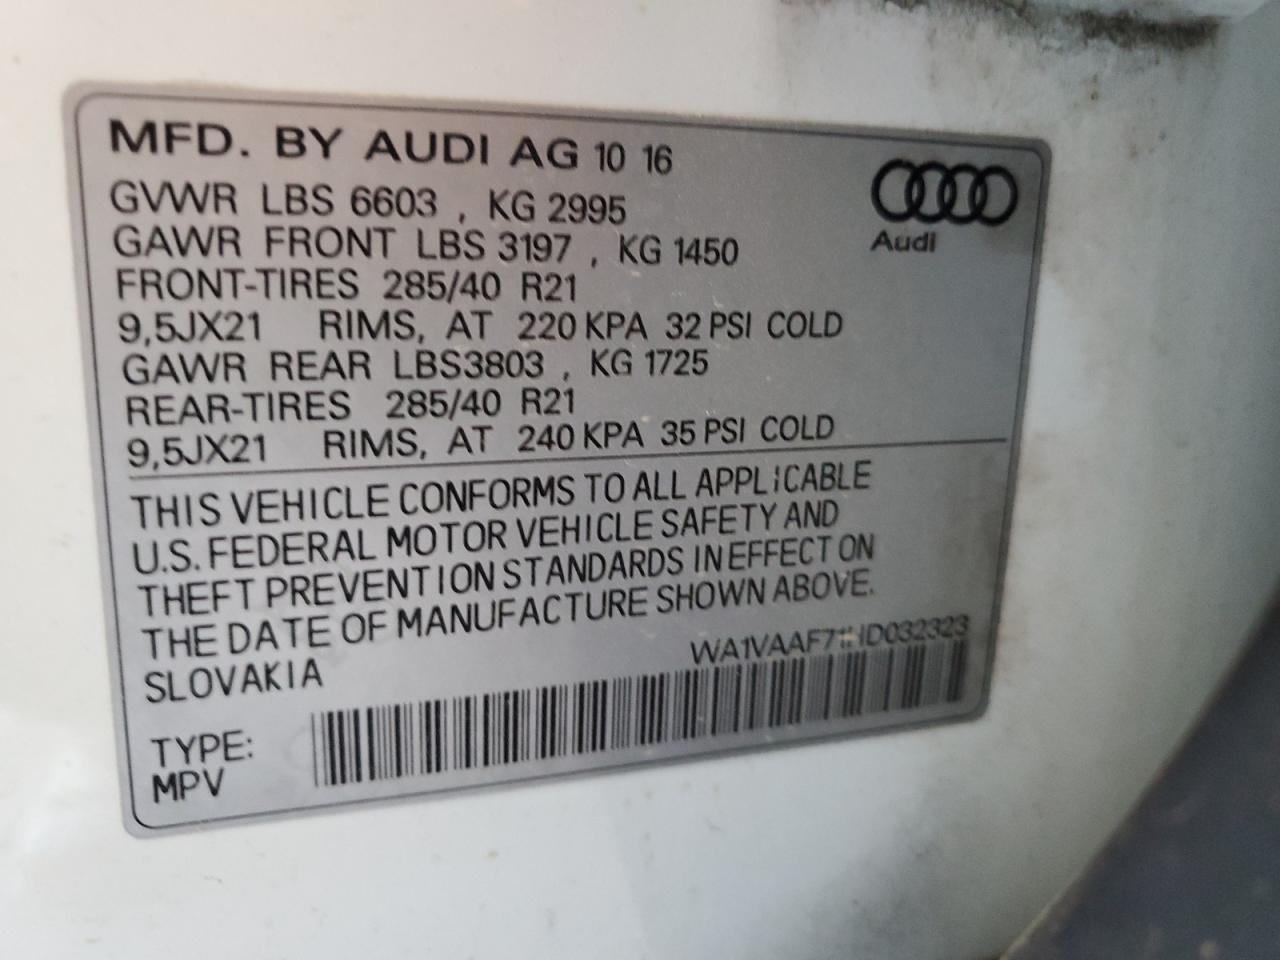 MFD. BY AUDI AG 10 16
GVWR LBS 6603 , KG 2995
GAWR FRONT LBS 3197 , KG 1450
Audi
FRONT-TIRES 285/40 R21
9,5JX21 RIMS, AT 220 KPA 32 PSI COLD
GAWR REAR LBS3803 , KG 1725
REAR-TIRES 285/40 R21
9,5JX21 RIMS, AT 240 KPA 35 PSI COLD
THIS VEHICLE CONFORMS TO ALL APPLICABLE
U.S. FEDERAL MOTOR VEHICLE SAFETY AND
THEFT PREVENTION STANDARDS IN EFFECT ON
THE DATE OF MANUFACTURE SHOWN ABOVE.
SLOVAKIA
WA1VAAF71HD032323
TYPE:
MPV